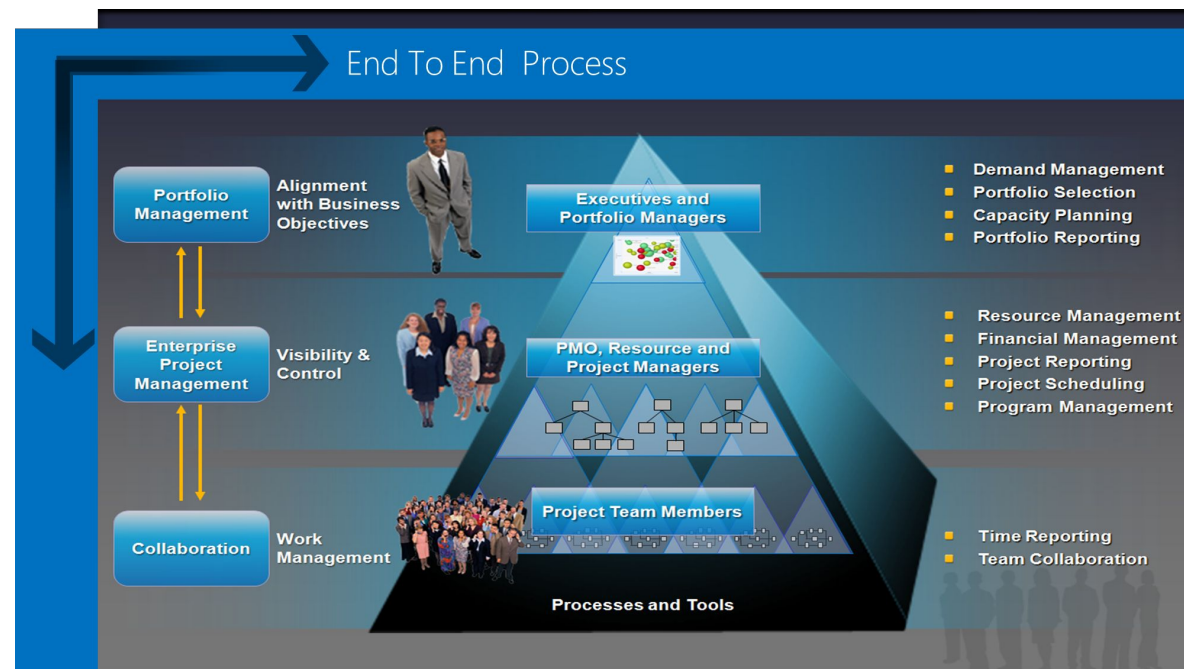 End To End Process
Portfolio
Management
Alignment
with Business
Objectives
Executives and
Portfolio Managers
Demand Management
Portfolio Selection
Capacity Planning
Portfolio Reporting
Enterprise
Project
Management
Visibility &
Control
PMO, Resource and
Project Managers
Resource Management
Financial Management
Project Reporting
Project Scheduling
Program Management
Collaboration
Work
Management
Project Team Members
Time Reporting
Team Collaboration
Processes and Tools